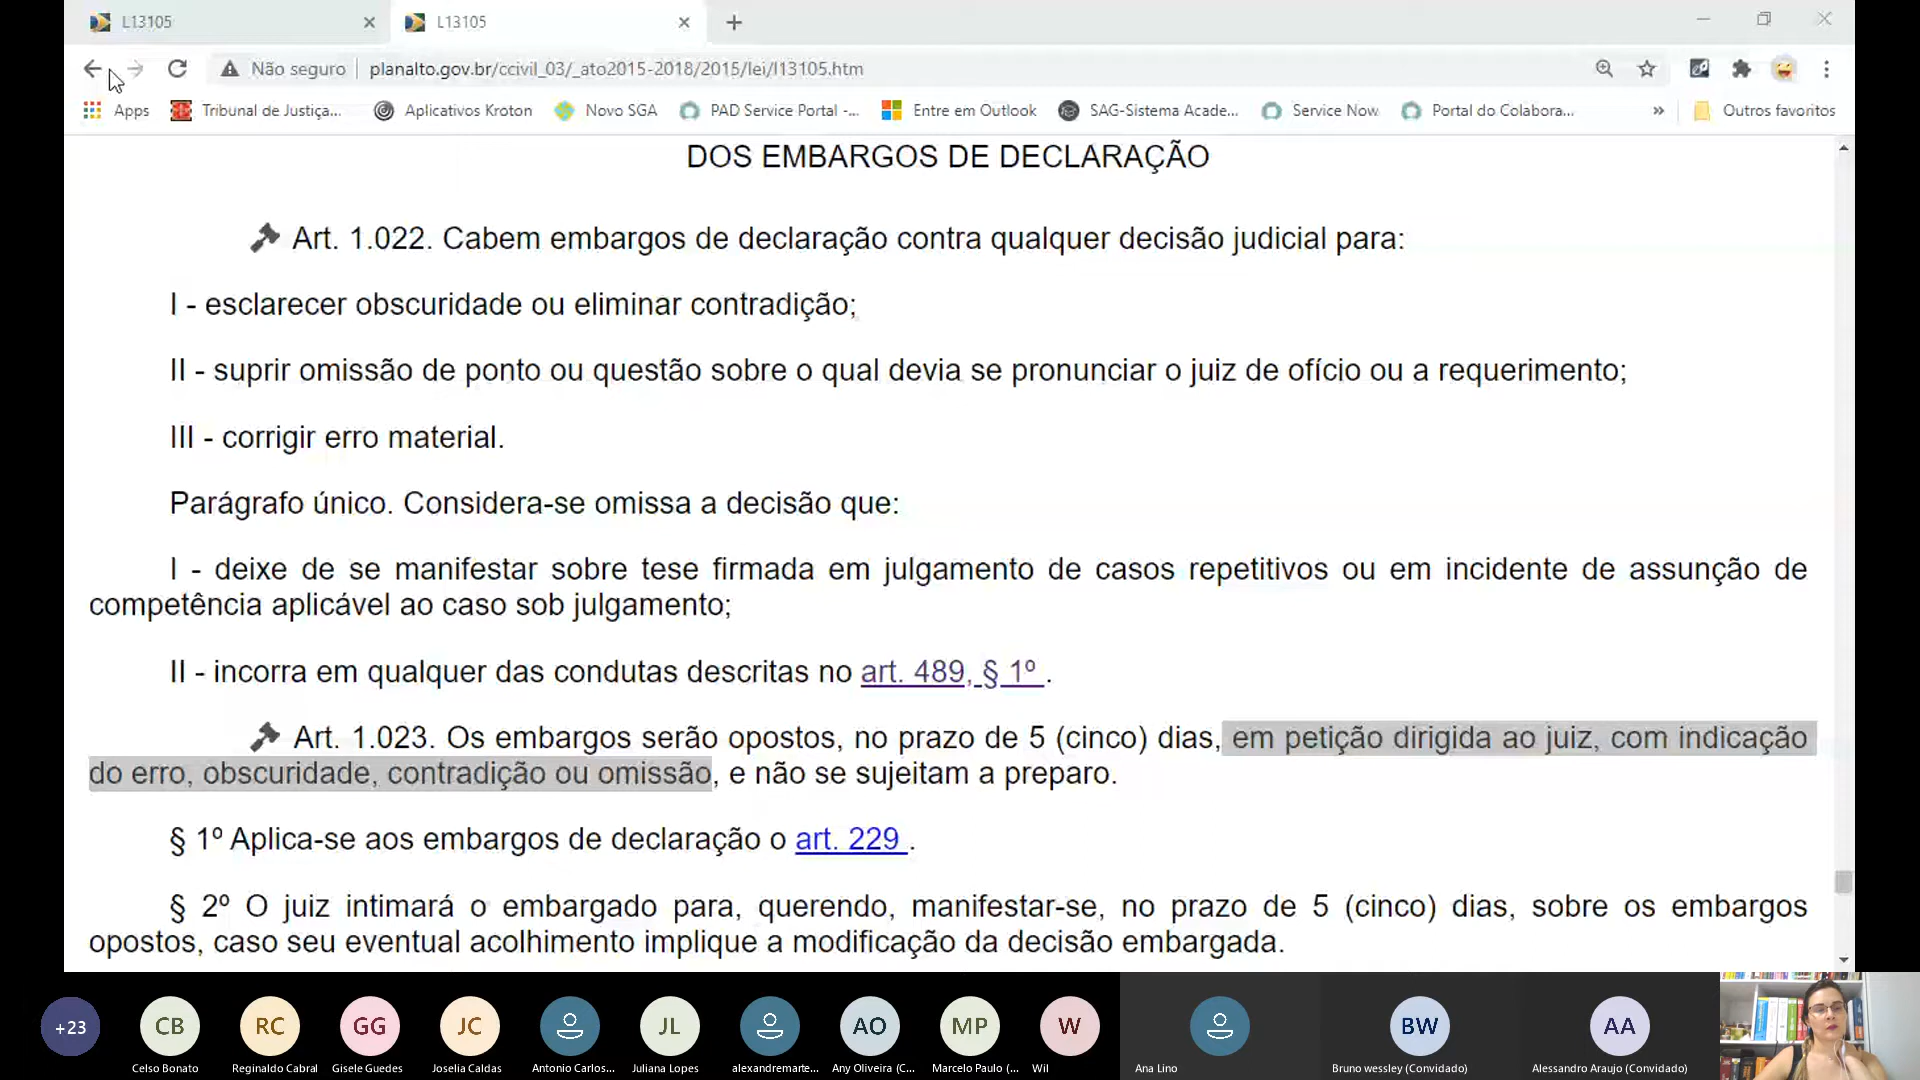 L13105
L13105
Não seguro
planalto.gov.br/ccivil_03/_ato2015-2018/2015/lei/l13105.htm
Apps
Tribunal de Justiça...
Aplicativos Kroton
Novo SGA
PAD Service Portal -...
Entre em Outlook
SAG-Sistema Acade...
Service Now
Portal do Colabora...
»
Outros favoritos
DOS EMBARGOS DE DECLARAÇÃO
Art. 1.022. Cabem embargos de declaração contra qualquer decisão judicial para:
I - esclarecer obscuridade ou eliminar contradição;
II - suprir omissão de ponto ou questão sobre o qual devia se pronunciar o juiz de ofício ou a requerimento;
III - corrigir erro material.
Parágrafo único. Considera-se omissa a decisão que:
I - deixe de se manifestar sobre tese firmada em julgamento de casos repetitivos ou em incidente de assunção de
competência aplicável ao caso sob julgamento;
II - incorra em qualquer das condutas descritas no art. 489, § 1º .
Art. 1.023. Os embargos serão opostos, no prazo de 5 (cinco) dias, em petição dirigida ao juiz, com indicação
do erro, obscuridade, contradição ou omissão, e não se sujeitam a preparo.
§ 1º Aplica-se aos embargos de declaração o art. 229 .
§ 2º O juiz intimará o embargado para, querendo, manifestar-se, no prazo de 5 (cinco) dias, sobre os embargos
opostos, caso seu eventual acolhimento implique a modificação da decisão embargada.
+23
CB
RC
GG
JC
JL
AO
MP
W
BW
AA
Celso Bonato
Reginaldo Cabral
Gisele Guedes
Joselia Caldas
Antonio Carlos...
Juliana Lopes
alexandremarte...
Any Oliveira (C...
Marcelo Paulo (...
Wil
Ana Lino
Bruno wessley (Convidado)
Alessandro Araujo (Convidado)